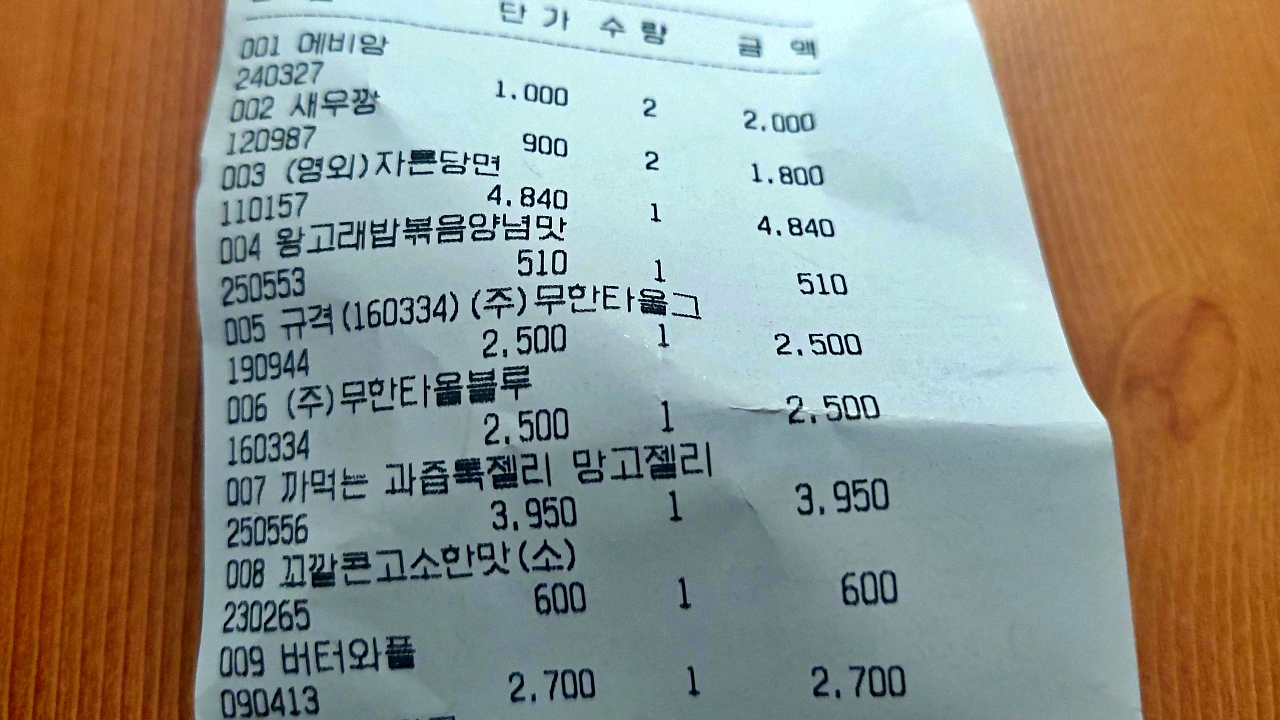 단 가 수 량 금 액
001 에비앙
240327 1.000 2 2.000
002 새우깡
120987 900 2 1.800
003 (영외)자른당면
110157 4.840 1 4.840
004 왕고래밥볶음양념맛
250553 510 1 510
005 규격(160334)(주)무한타올그
190944 2,500 1 2,500
006 (주)무한타올블루
160334 2,500 1 2,500
007 까먹는 과즙톡젤리 망고젤리
250556 3,950 1 3,950
008 꼬깔콘고소한맛(소)
230265 600 1 600
009 버터와플
090413 2,700 1 2,700